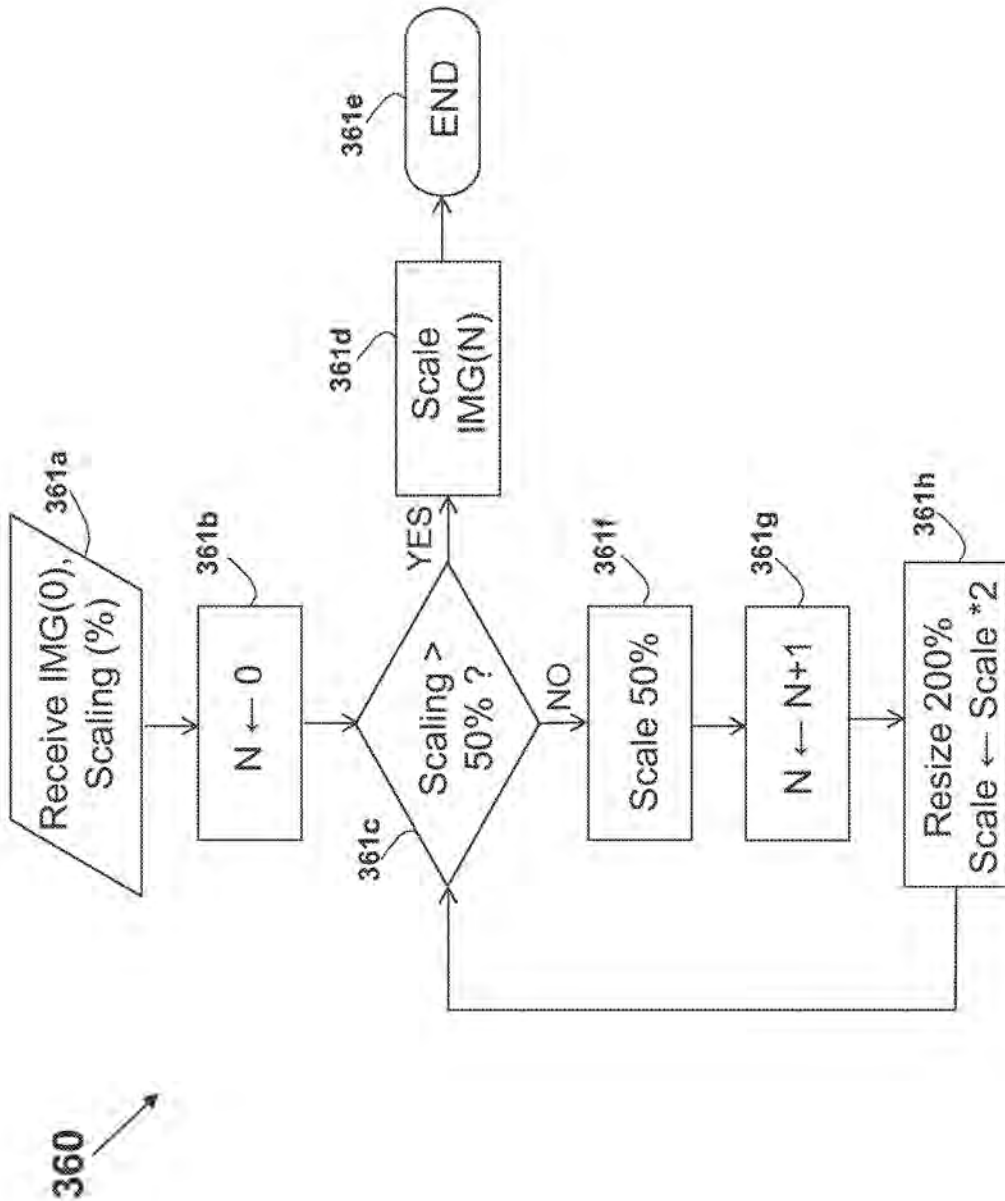 360
Receive IMG(0),
Scaling (%)
361a
N ← 0
361b
Scaling >
50% ?
361c
YES
Scale
IMG(N)
361d
END
361e
NO
Scale 50%
361f
N ← N+1
361g
Resize 200%
Scale ← Scale *2
361h